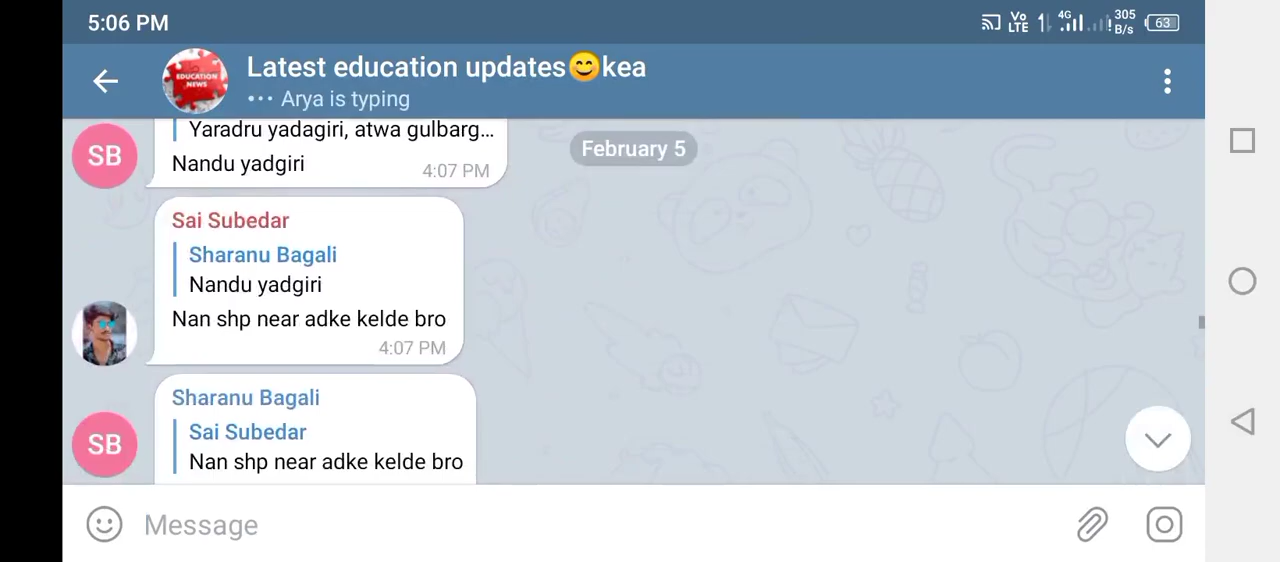 5:06 PM
Vo LTE 4G 305 B/s 63
EDUCATION NEWS
Latest education updates😊kea
Arya is typing
Yaradru yadagiri, atwa gulbarg...
SB
Nandu yadgiri
4:07 PM
February 5
Sai Subedar
Sharanu Bagali
Nandu yadgiri
Nan shp near adke kelde bro
4:07 PM
Sharanu Bagali
SB
Sai Subedar
Nan shp near adke kelde bro
Message